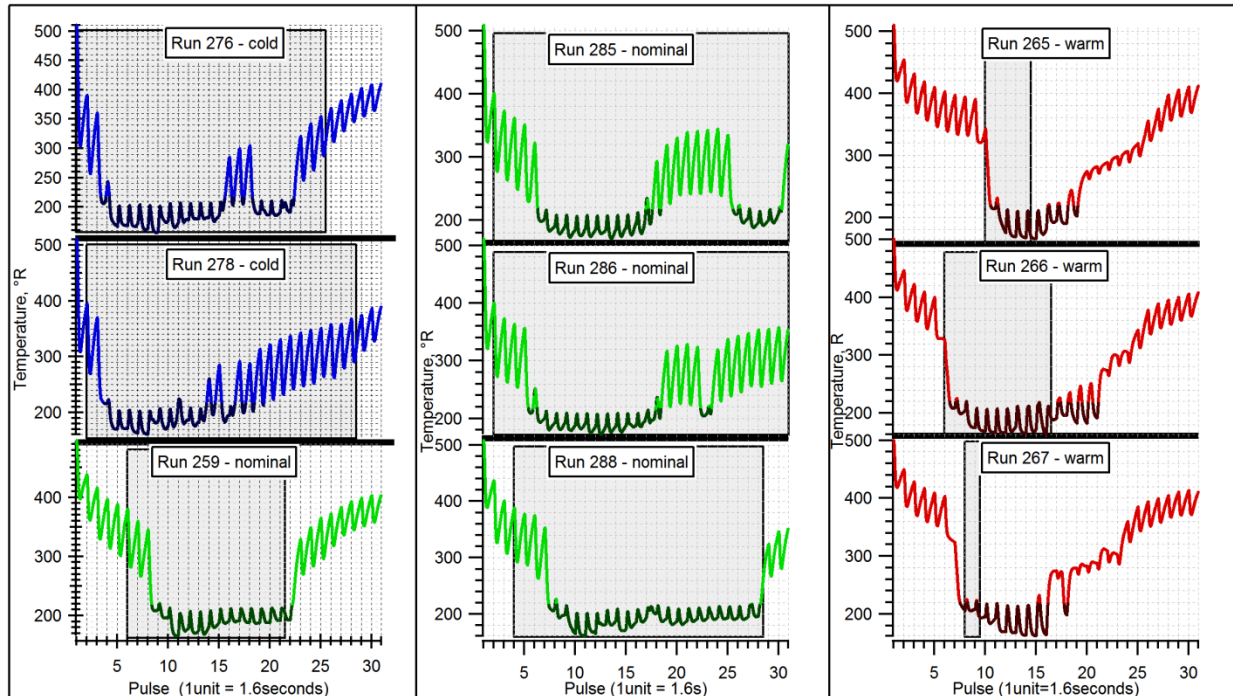 500
450
400
350
300
250
200
Run 276 - cold
500
400
300
200
Run 278 - cold
400
300
200
Run 259 - nominal
Temperature, °R
5 10 15 20 25 30
Pulse (1unit = 1.6seconds)
500
400
300
200
Run 285 - nominal
500
400
300
200
Run 286 - nominal
500
400
300
200
Run 288 - nominal
Temperature, °R
5 10 15 20 25 30
Pulse (1unit = 1.6s)
500
400
300
200
Run 265 - warm
500
400
300
200
Run 266 - warm
500
400
300
200
Run 267 - warm
Temperature, R
5 10 15 20 25 30
Pulse (1unit=1.6seconds)